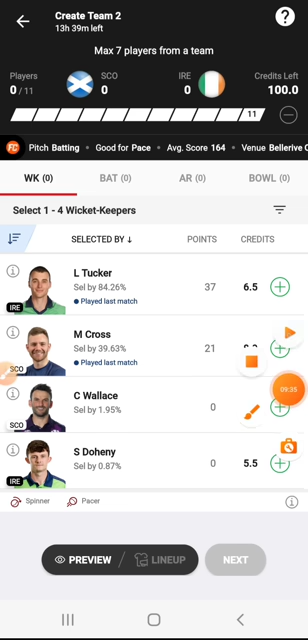 Create Team 2
13h 39m left
?
Max 7 players from a team
Players
0 / 11
SCO
0
IRE
0
Credits Left
100.0
11
FC Pitch Batting • Good for Pace • Avg. Score 164 • Venue Bellerive
WK (0) BAT (0) AR (0) BOWL (0)
Select 1 - 4 Wicket-Keepers
SELECTED BY ↓ POINTS CREDITS
L Tucker
Sel by 84.26%
Played last match
IRE
37 6.5
M Cross
Sel by 39.63%
Played last match
SCO
21
C Wallace
Sel by 1.95%
SCO
0
09:35
S Doheny
Sel by 0.87%
IRE
0 5.5
Spinner Pacer
PREVIEW / LINEUP NEXT